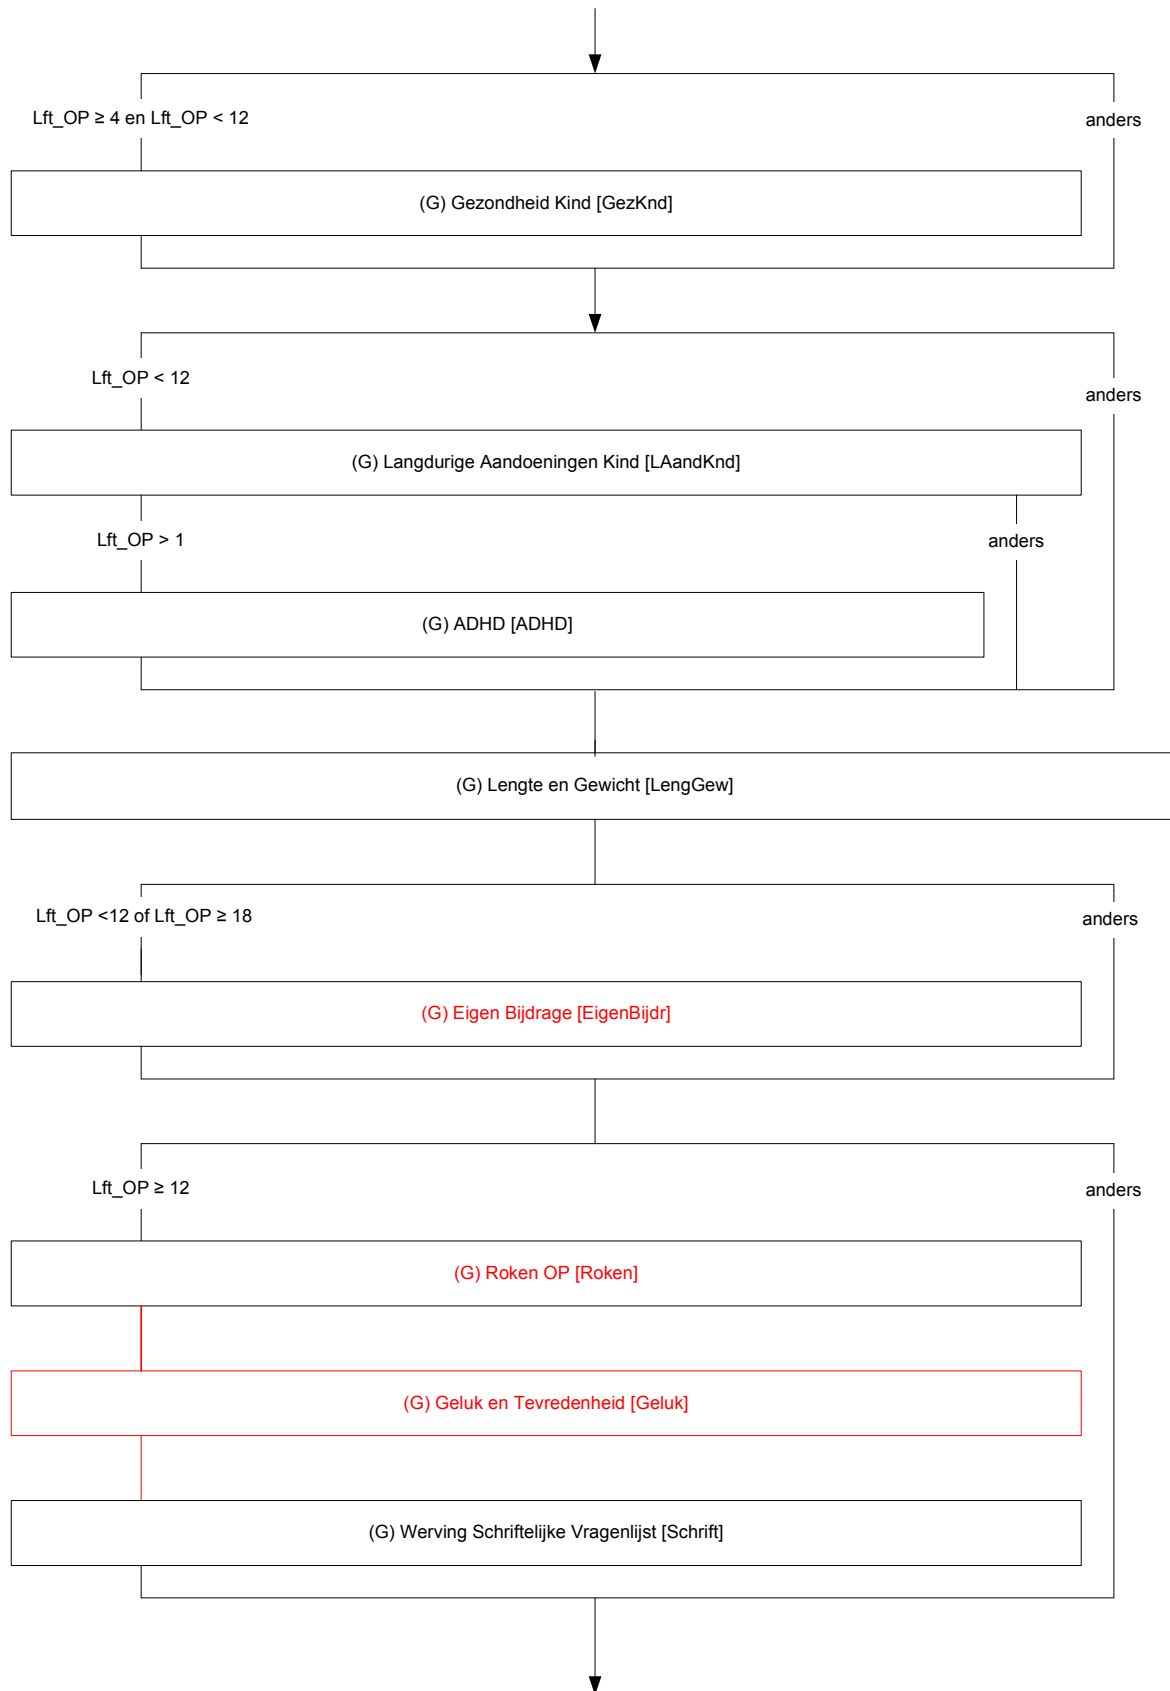 Lft_OP ≥ 4 en Lft_OP < 12
anders
(G) Gezondheid Kind [GezKnd]
Lft_OP < 12
anders
(G) Langdurige Aandoeningen Kind [LAandKnd]
Lft_OP > 1
anders
(G) ADHD [ADHD]
(G) Lengte en Gewicht [LengGew]
Lft_OP <12 of Lft_OP ≥ 18
anders
(G) Eigen Bijdrage [EigenBijdr]
Lft_OP ≥ 12
anders
(G) Roken OP [Roken]
(G) Geluk en Tevredenheid [Geluk]
(G) Werving Schriftelijke Vragenlijst [Schrift]